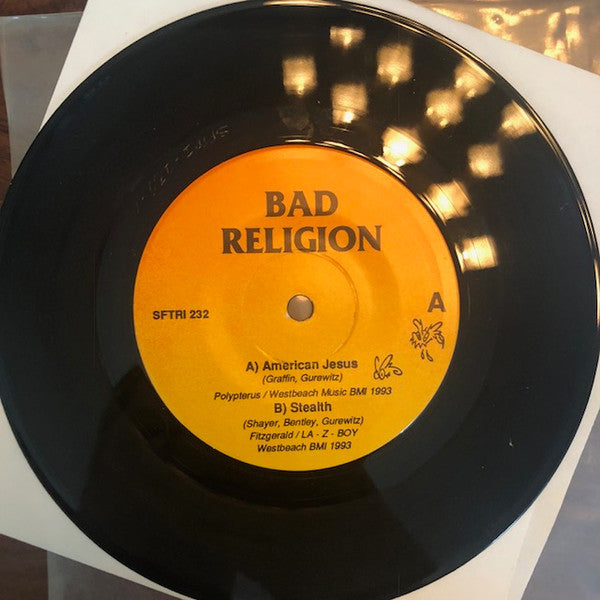 BAD
RELIGION
SFTRI 232
A
A) American Jesus
(Graffin, Gurewitz)
Polypterus / Westbeach Music BMI 1993
B) Stealth
(Shayer, Bentley, Gurewitz)
Fitzgerald / LA - Z - BOY
Westbeach BMI 1993